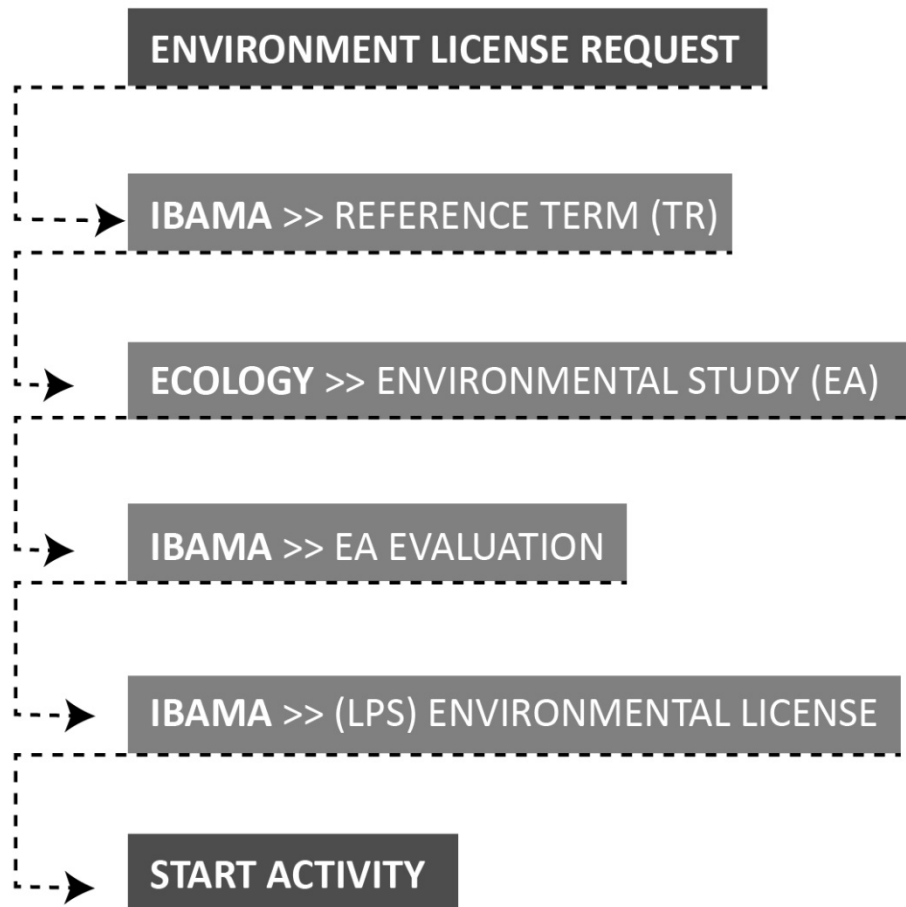 ENVIRONMENT LICENSE REQUEST
IBAMA >> REFERENCE TERM (TR)
ECOLOGY >> ENVIRONMENTAL STUDY (EA)
IBAMA >> EA EVALUATION
IBAMA >> (LPS) ENVIRONMENTAL LICENSE
START ACTIVITY